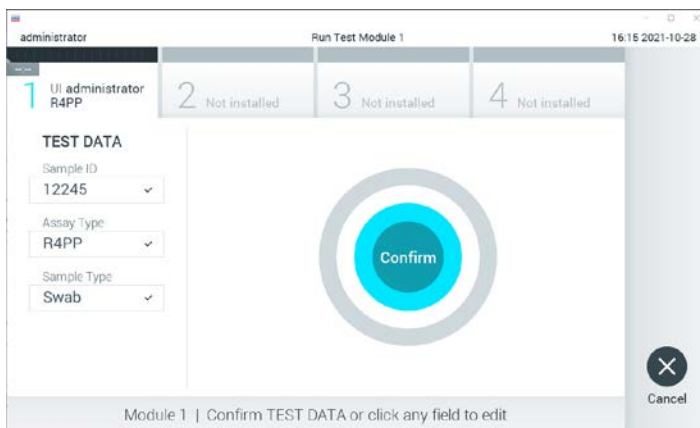 administrator Run Test Module 1 16:15 2021-10-28
1 UI administrator
R4PP
2 Not installed
3 Not installed
4 Not installed
TEST DATA
Sample ID
12245
Assay Type
R4PP
Sample Type
Swab
Confirm
Cancel
Module 1 | Confirm TEST DATA or click any field to edit